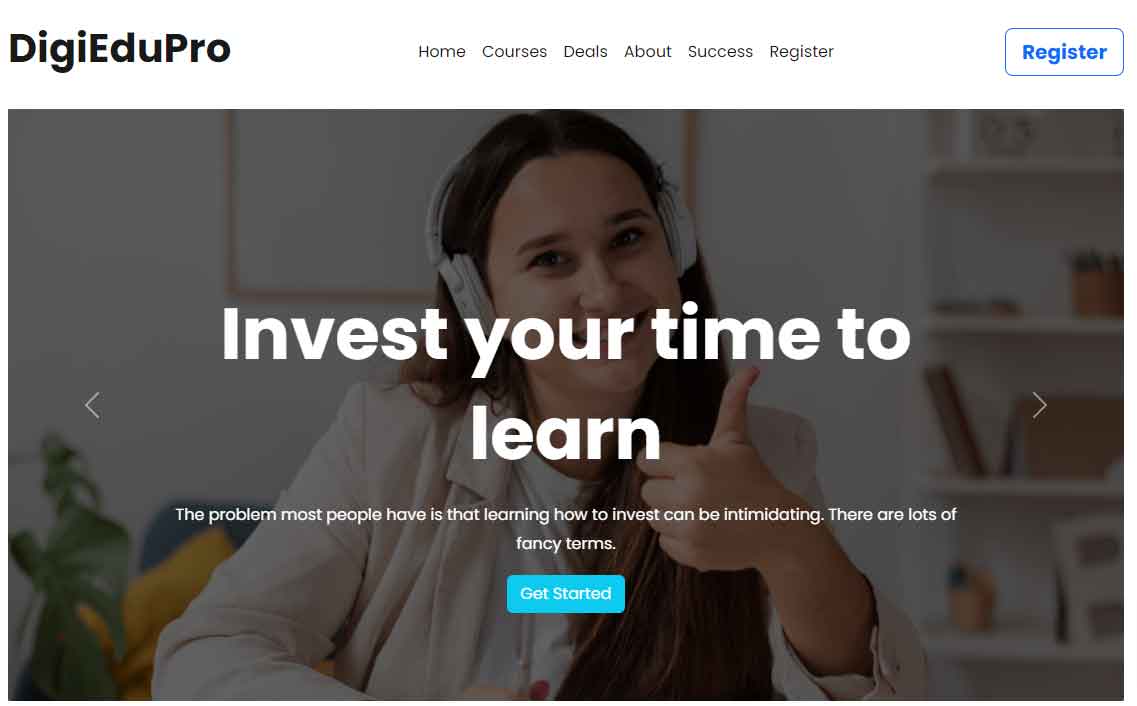 DigiEduPro
Home Courses Deals About Success Register
Register
Invest your time to
learn
The problem most people have is that learning how to invest can be intimidating. There are lots of
fancy terms.
Get Started